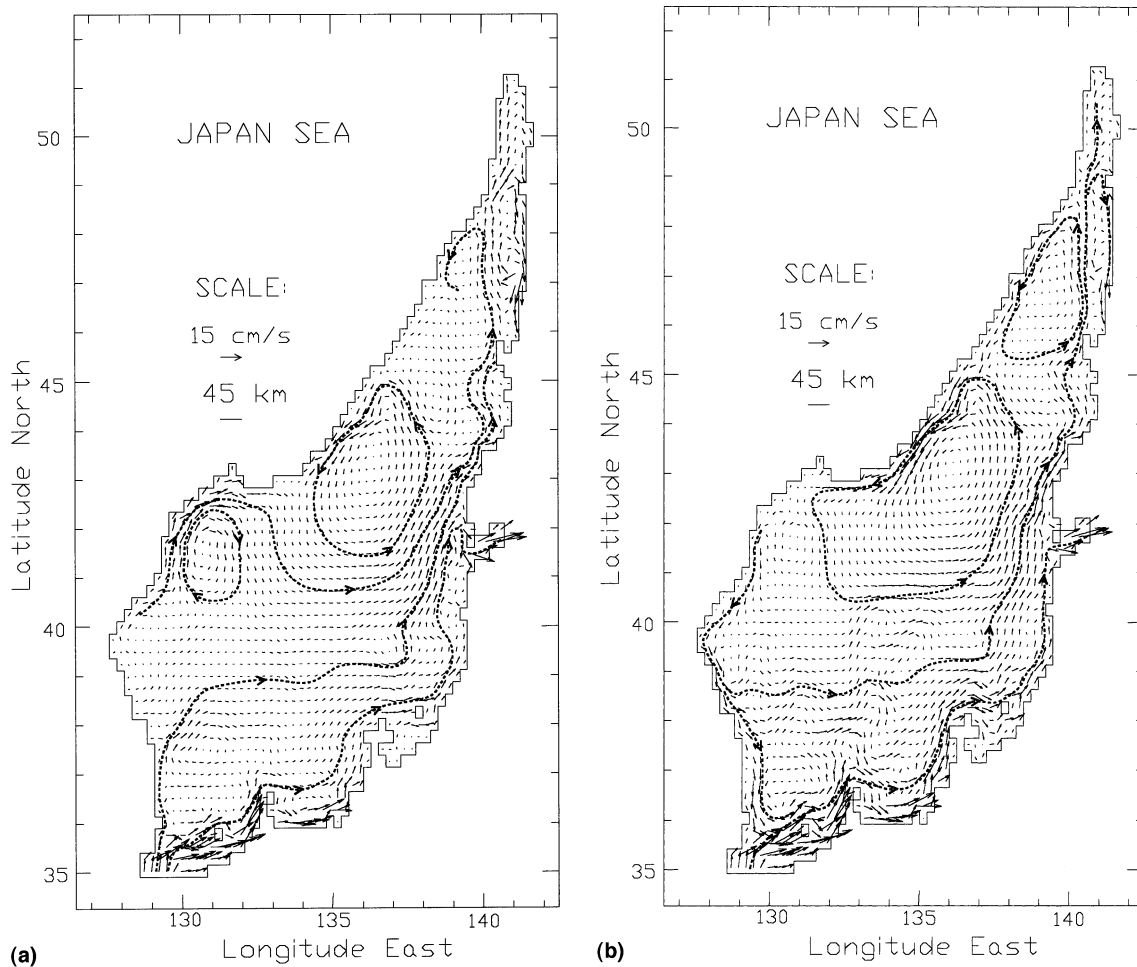 JAPAN SEA
SCALE:
15 cm/s
45 km
50
45
40
35
Latitude North
130
135
140
Longitude East
(a)
JAPAN SEA
SCALE:
15 cm/s
45 km
50
45
40
35
Latitude North
130
135
140
Longitude East
(b)